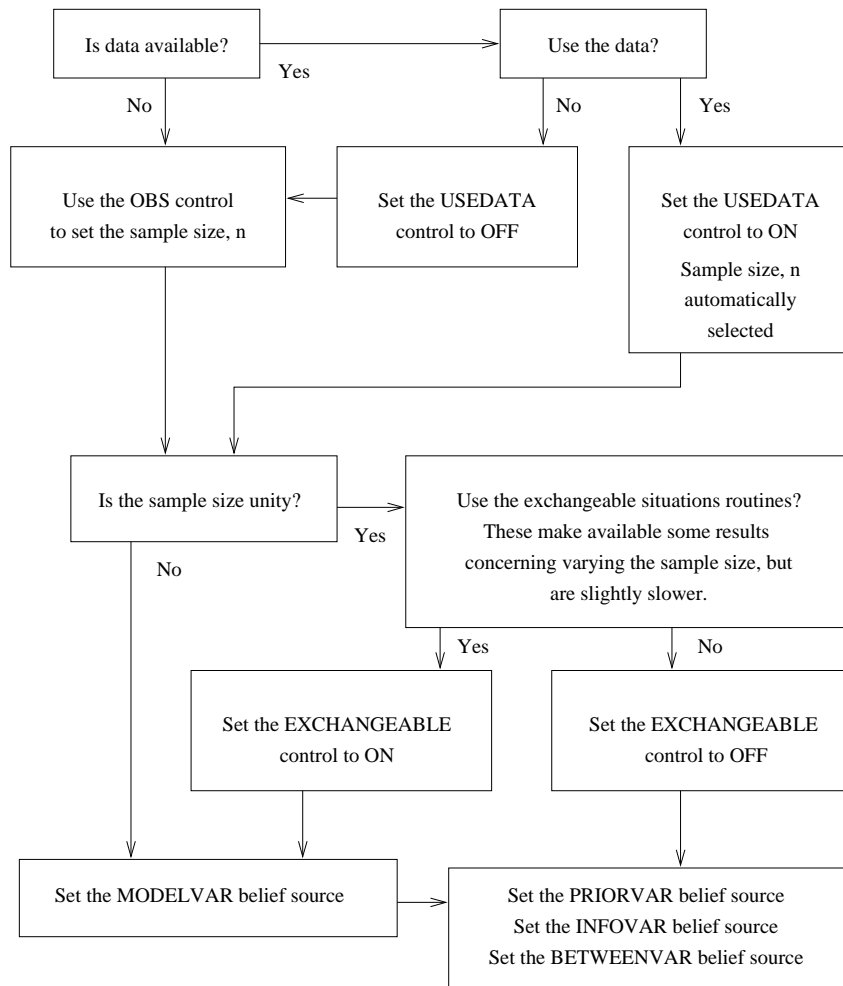 Is data available?
Yes
Use the data?
No
No
Yes
Use the OBS control
to set the sample size, n
Set the USEDATA
control to OFF
Set the USEDATA
control to ON
Sample size, n
automatically
selected
Is the sample size unity?
Yes
No
Use the exchangeable situations routines?
These make available some results
concerning varying the sample size, but
are slightly slower.
Yes
No
Set the EXCHANGEABLE
control to ON
Set the EXCHANGEABLE
control to OFF
Set the MODELVAR belief source
Set the PRIORVAR belief source
Set the INFOVAR belief source
Set the BETWEENVAR belief source